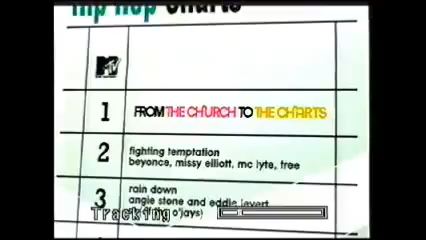 hip hop charts
MTV
1 FROM THE CHURCH TO THE CHARTS
2 fighting temptation
beyonce, missy elliott, mc lyte, free
3 rain down
angie stone and eddie levert
o'jays)
Tracking